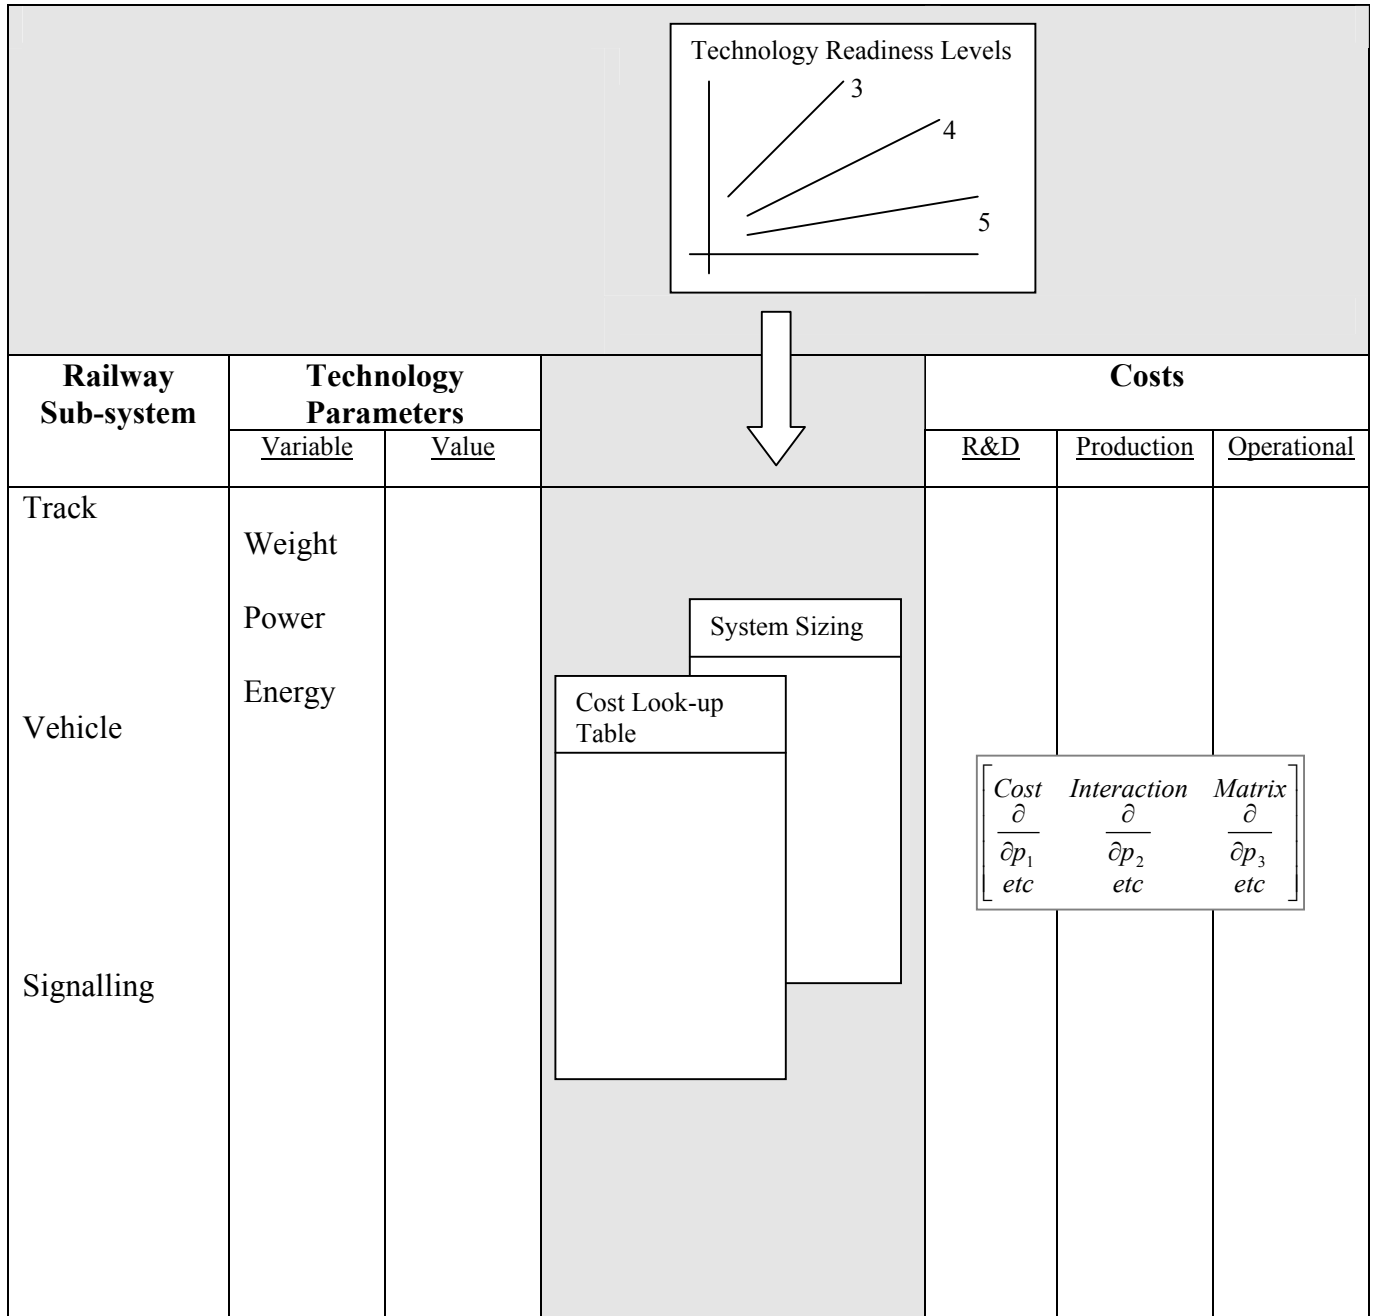 Technology Readiness Levels
3
4
5
Railway
Sub-system
Technology
Parameters
Costs
Variable
Value
R&D
Production
Operational
Track
Weight
Power
System Sizing
Energy
Cost Look-up
Table
Vehicle
Cost Interaction Matrix
∂ ∂ ∂
∂p₁ ∂p₂ ∂p₃
etc etc etc
Signalling